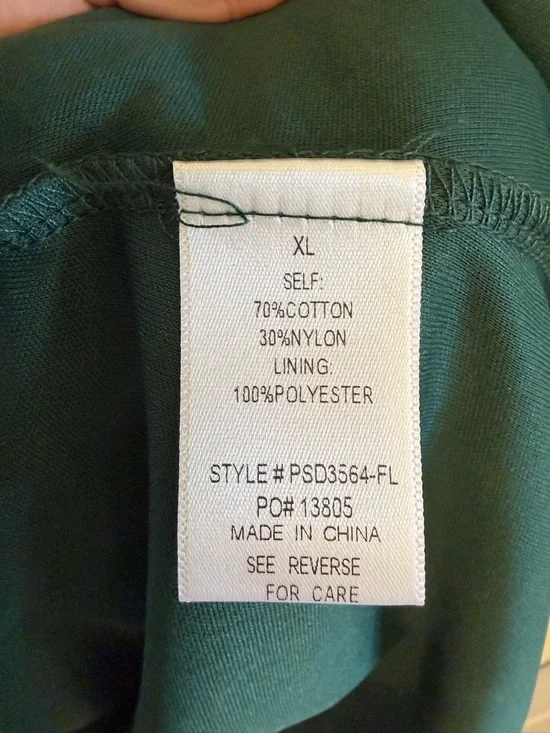 XL
SELF:
70%COTTON
30%NYLON
LINING:
100%POLYESTER
STYLE # PSD3564-FL
PO# 13805
MADE IN CHINA
SEE REVERSE
FOR CARE